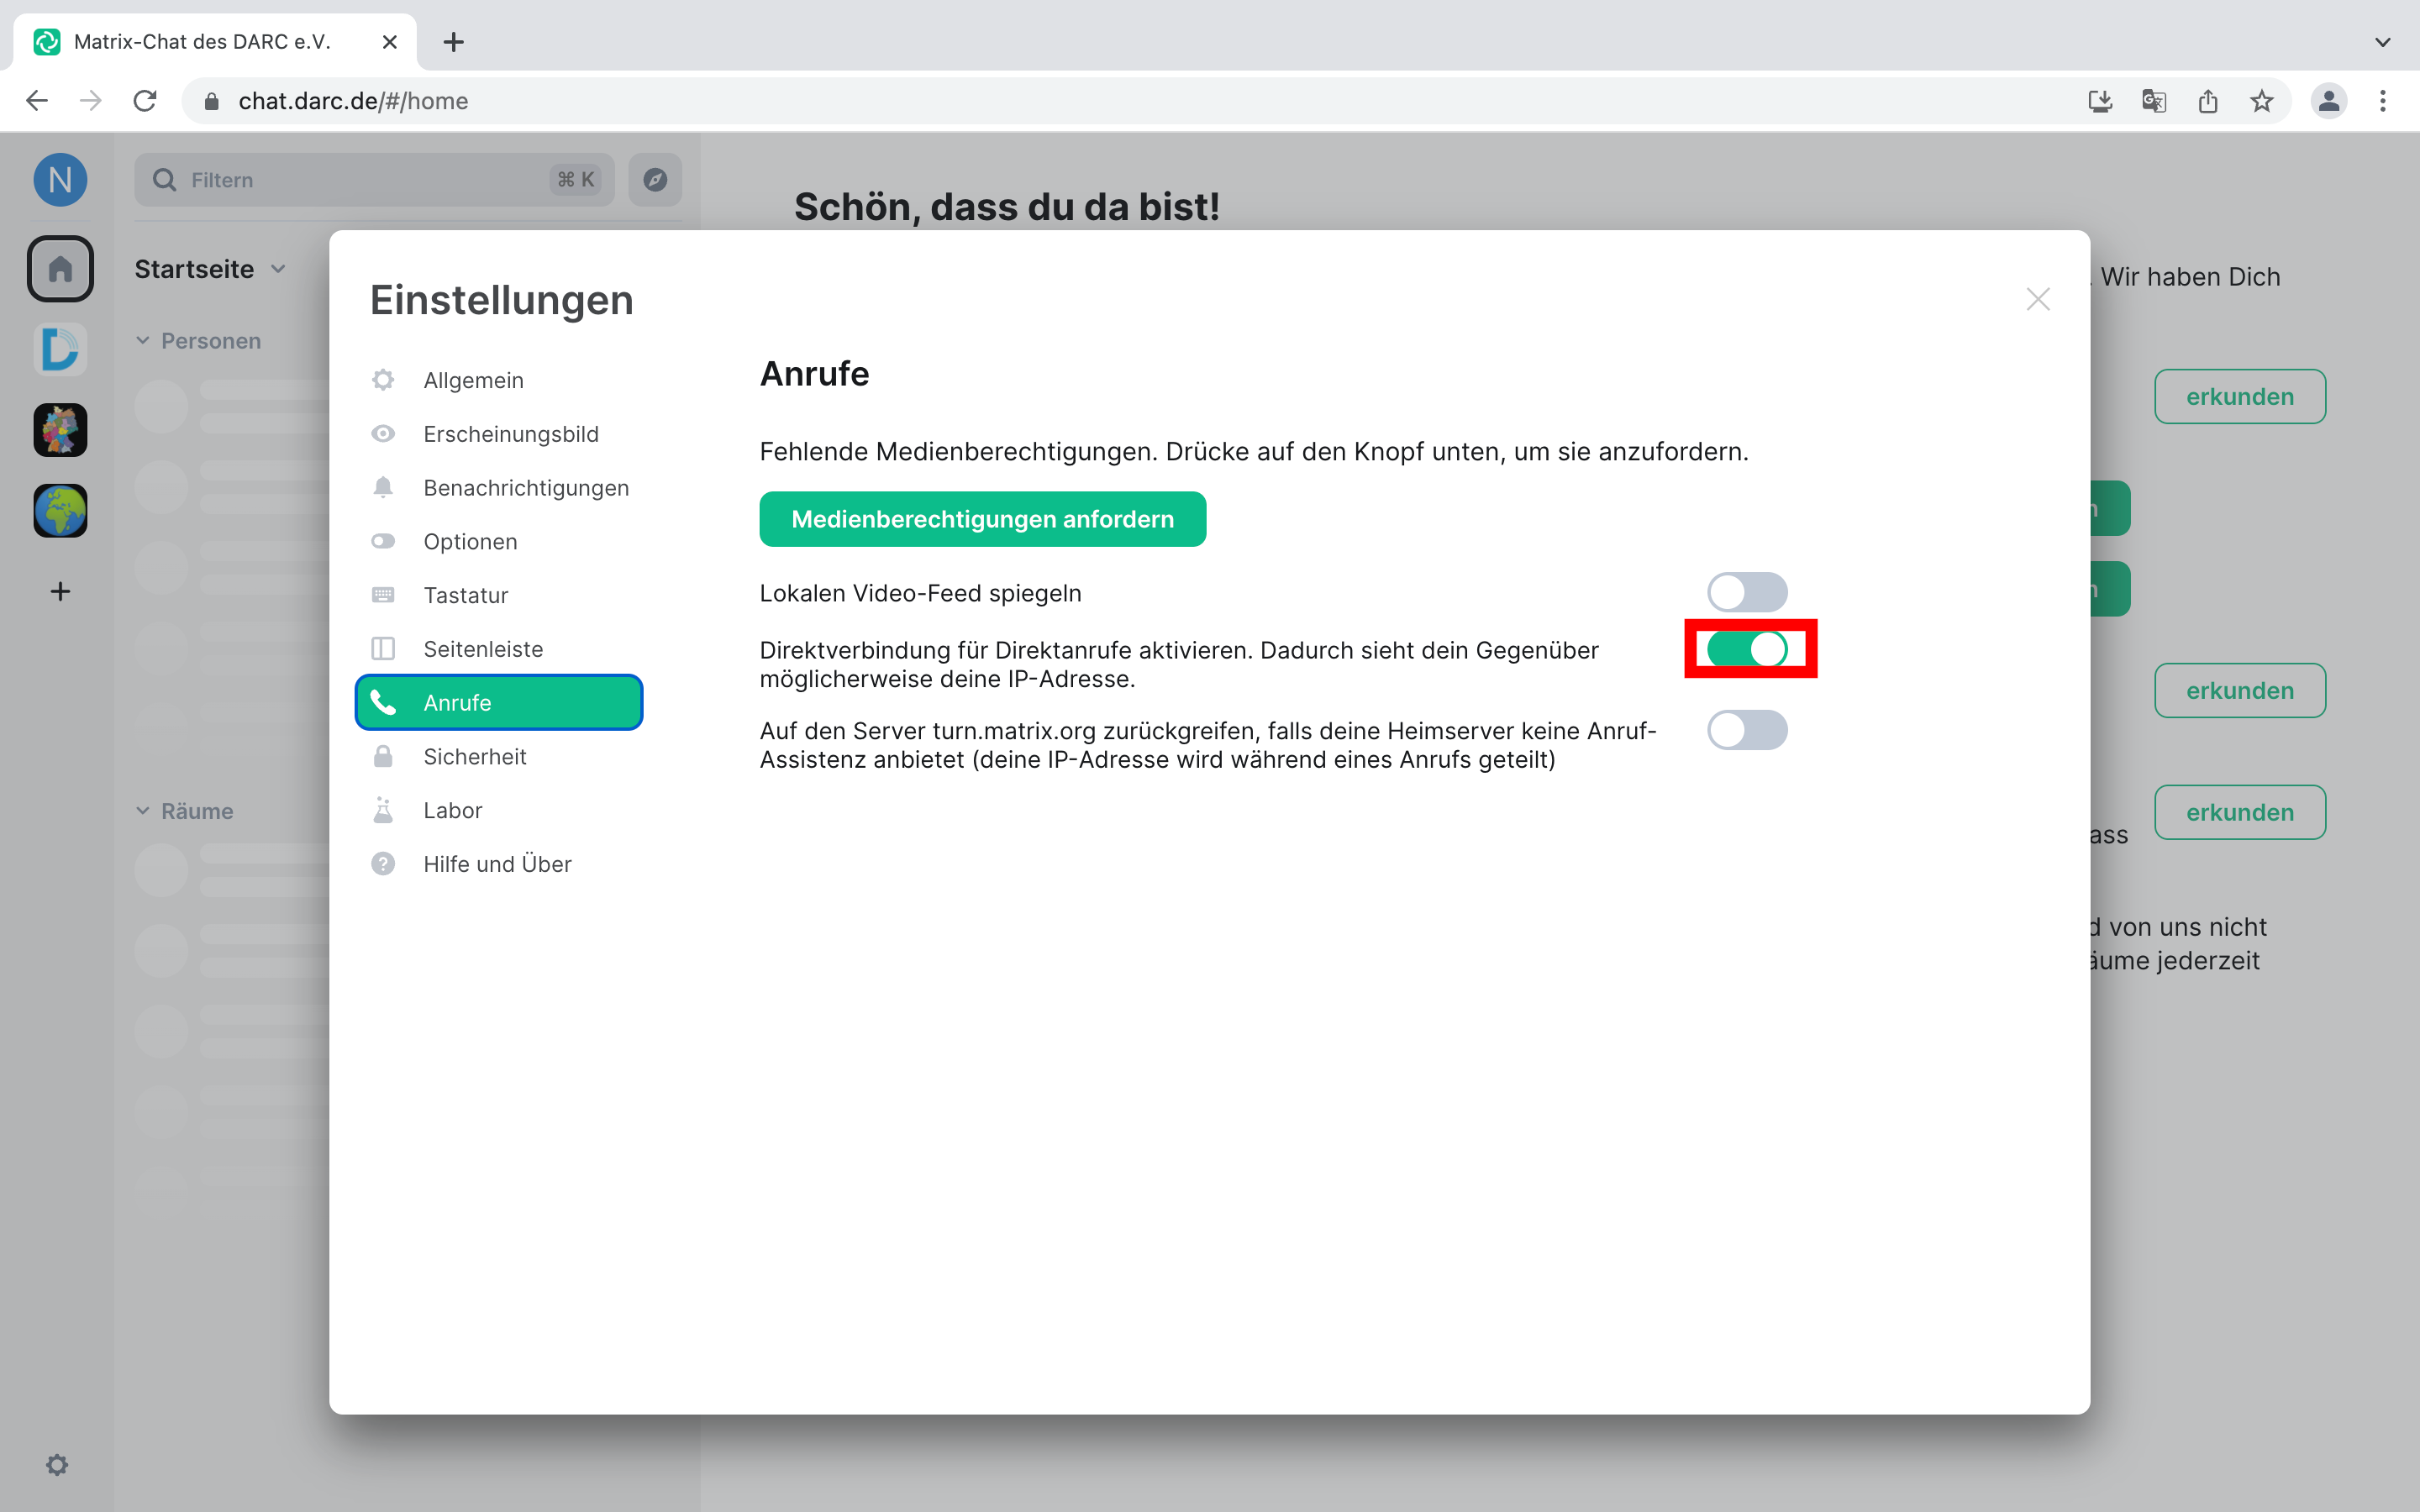 Matrix-Chat des DARC e.V.
chat.darc.de/#/home
N
Filtern
⌘ K
Startseite
Personen
Räume
Schön, dass du da bist!
. Wir haben Dich
erkunden
n
n
erkunden
erkunden
ass
d von uns nicht
äume jederzeit
Einstellungen
Allgemein
Erscheinungsbild
Benachrichtigungen
Optionen
Tastatur
Seitenleiste
Anrufe
Sicherheit
Labor
Hilfe und Über
Anrufe
Fehlende Medienberechtigungen. Drücke auf den Knopf unten, um sie anzufordern.
Medienberechtigungen anfordern
Lokalen Video-Feed spiegeln
Direktverbindung für Direktanrufe aktivieren. Dadurch sieht dein Gegenüber
möglicherweise deine IP-Adresse.
Auf den Server turn.matrix.org zurückgreifen, falls deine Heimserver keine Anruf-
Assistenz anbietet (deine IP-Adresse wird während eines Anrufs geteilt)